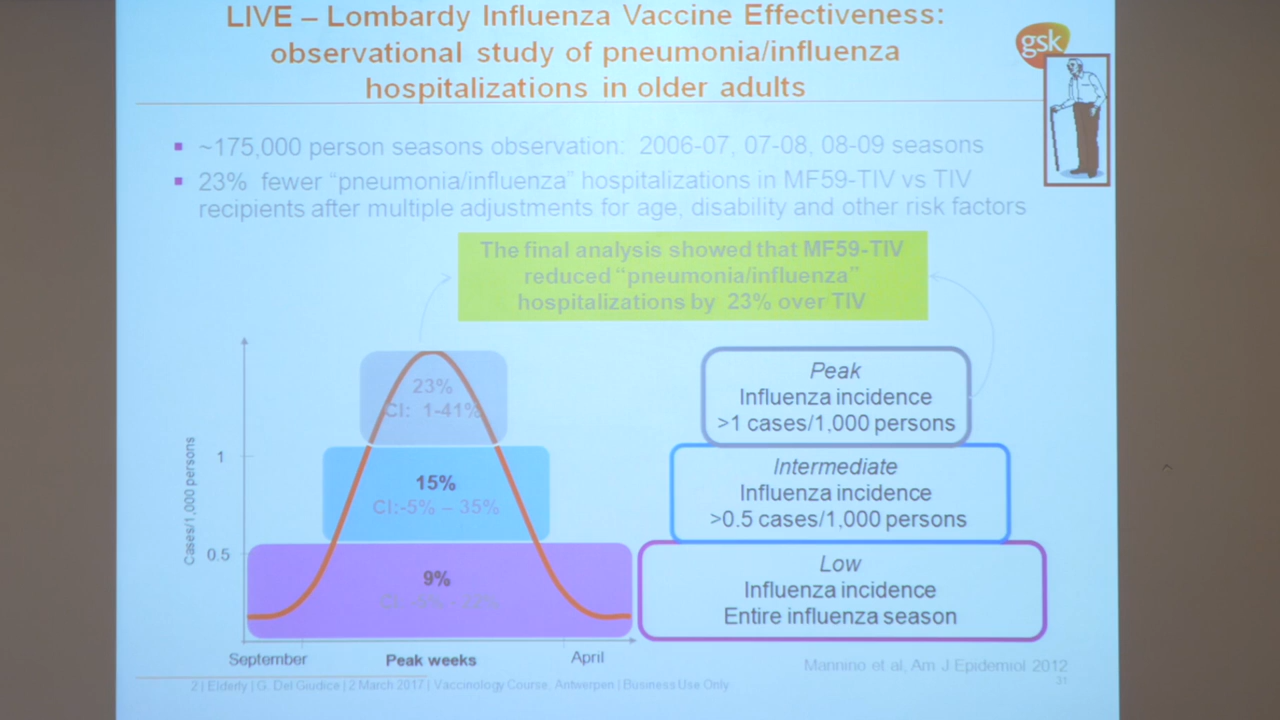 LIVE – Lombardy Influenza Vaccine Effectiveness:
observational study of pneumonia/influenza
hospitalizations in older adults
gsk
~175,000 person seasons observation: 2006-07, 07-08, 08-09 seasons
23% fewer “pneumonia/influenza” hospitalizations in MF59-TIV vs TIV
recipients after multiple adjustments for age, disability and other risk factors
The final analysis showed that MF59-TIV
reduced “pneumonia/influenza”
hospitalizations by 23% over TIV
23%
CI: 1-41%
15%
CI:-5% – 35%
9%
Cases/1,000 persons
1
0.5
September
Peak weeks
April
Peak
Influenza incidence
>1 cases/1,000 persons
Intermediate
Influenza incidence
>0.5 cases/1,000 persons
Low
Influenza incidence
Entire influenza season
Mannino et al, Am J Epidemiol 2012
31
2 | Elderly | G. Del Giudice | 2 March 2017 | Vaccinology Course, Antwerpen | Business Use Only